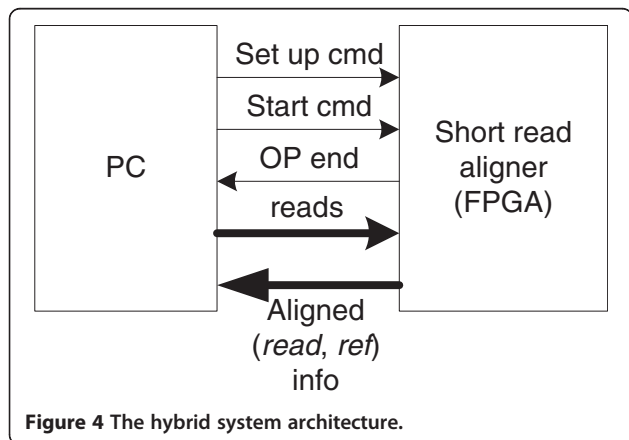 Set up cmd
Start cmd
OP end
reads
Aligned
(read, ref)
info
PC
Short read
aligner
(FPGA)
Figure 4 The hybrid system architecture.